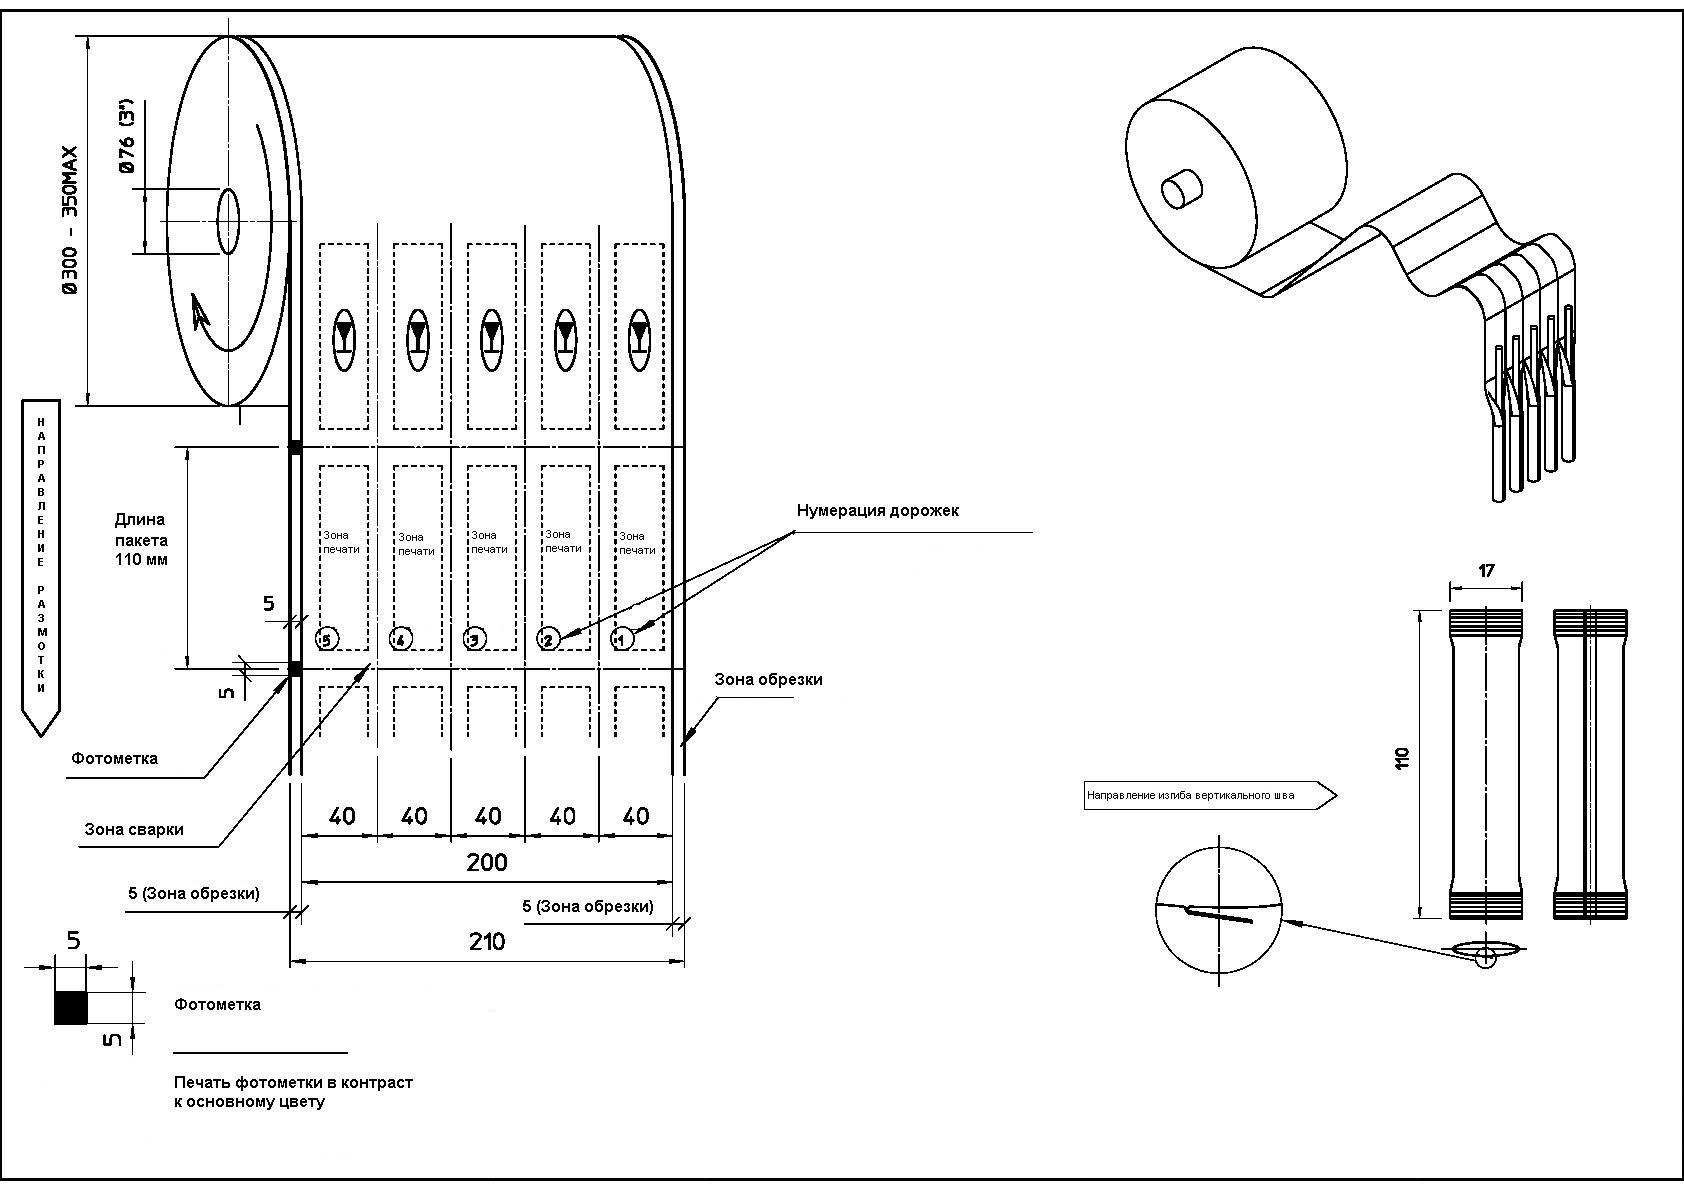 Ø300 - 350MAX
Ø76 (3")
НАПРАВЛЕНИЕ РАЗМОТКИ
Длина
пакета
110 мм
Зона
печати
Зона
печати
Зона
печати
Зона
печати
Зона
печати
5
4
3
2
1
5
5
Нумерация дорожек
Зона обрезки
Фотометка
Зона сварки
40
40
40
40
40
200
5 (Зона обрезки)
5 (Зона обрезки)
210
5
5
Фотометка
Печать фотометки в контраст
к основному цвету
17
110
Направление изгиба вертикального шва